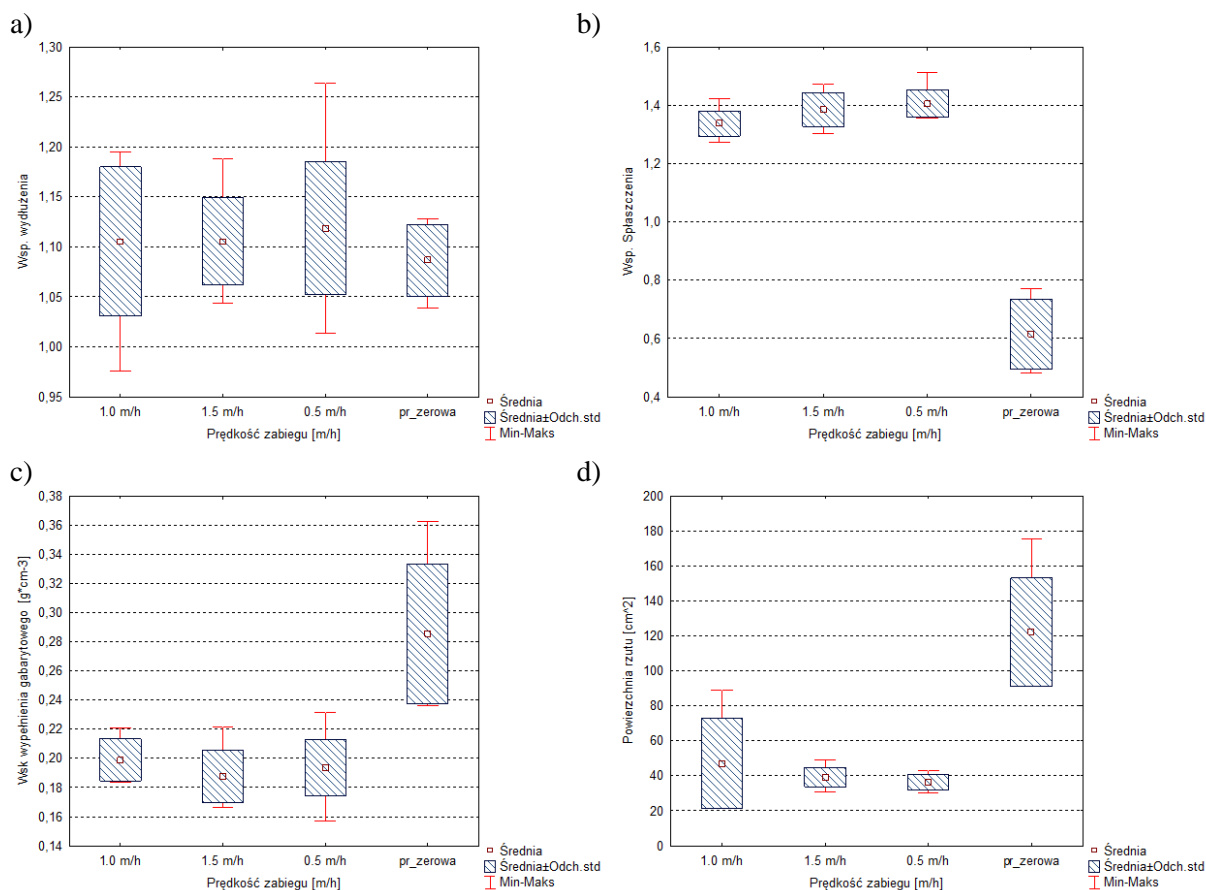 a)
1,30
1,25
1,20
1,15
1,10
1,05
1,00
0,95
Wsp. wydłużenia
1.0 m/h 1.5 m/h 0.5 m/h pr_zerowa
Prędkość zabiegu [m/h]
Średnia
Średnia±Odch.std
Min-Maks
b)
1,6
1,4
1,2
1,0
0,8
0,6
0,4
Wsp. Spłaszczenia
1.0 m/h 1.5 m/h 0.5 m/h pr_zerowa
Prędkość zabiegu [m/h]
Średnia
Średnia±Odch.std
Min-Maks
c)
0,38
0,36
0,34
0,32
0,30
0,28
0,26
0,24
0,22
0,20
0,18
0,16
0,14
Wsk wypełnienia gabarytowego [g*cm-3]
1.0 m/h 1.5 m/h 0.5 m/h pr_zerowa
Prędkość zabiegu [m/h]
Średnia
Średnia±Odch.std
Min-Maks
d)
200
180
160
140
120
100
80
60
40
20
0
Powierzchnia rzutu [cm^2]
1.0 m/h 1.5 m/h 0.5 m/h pr_zerowa
Prędkość zabiegu [m/h]
Średnia
Średnia±Odch.std
Min-Maks